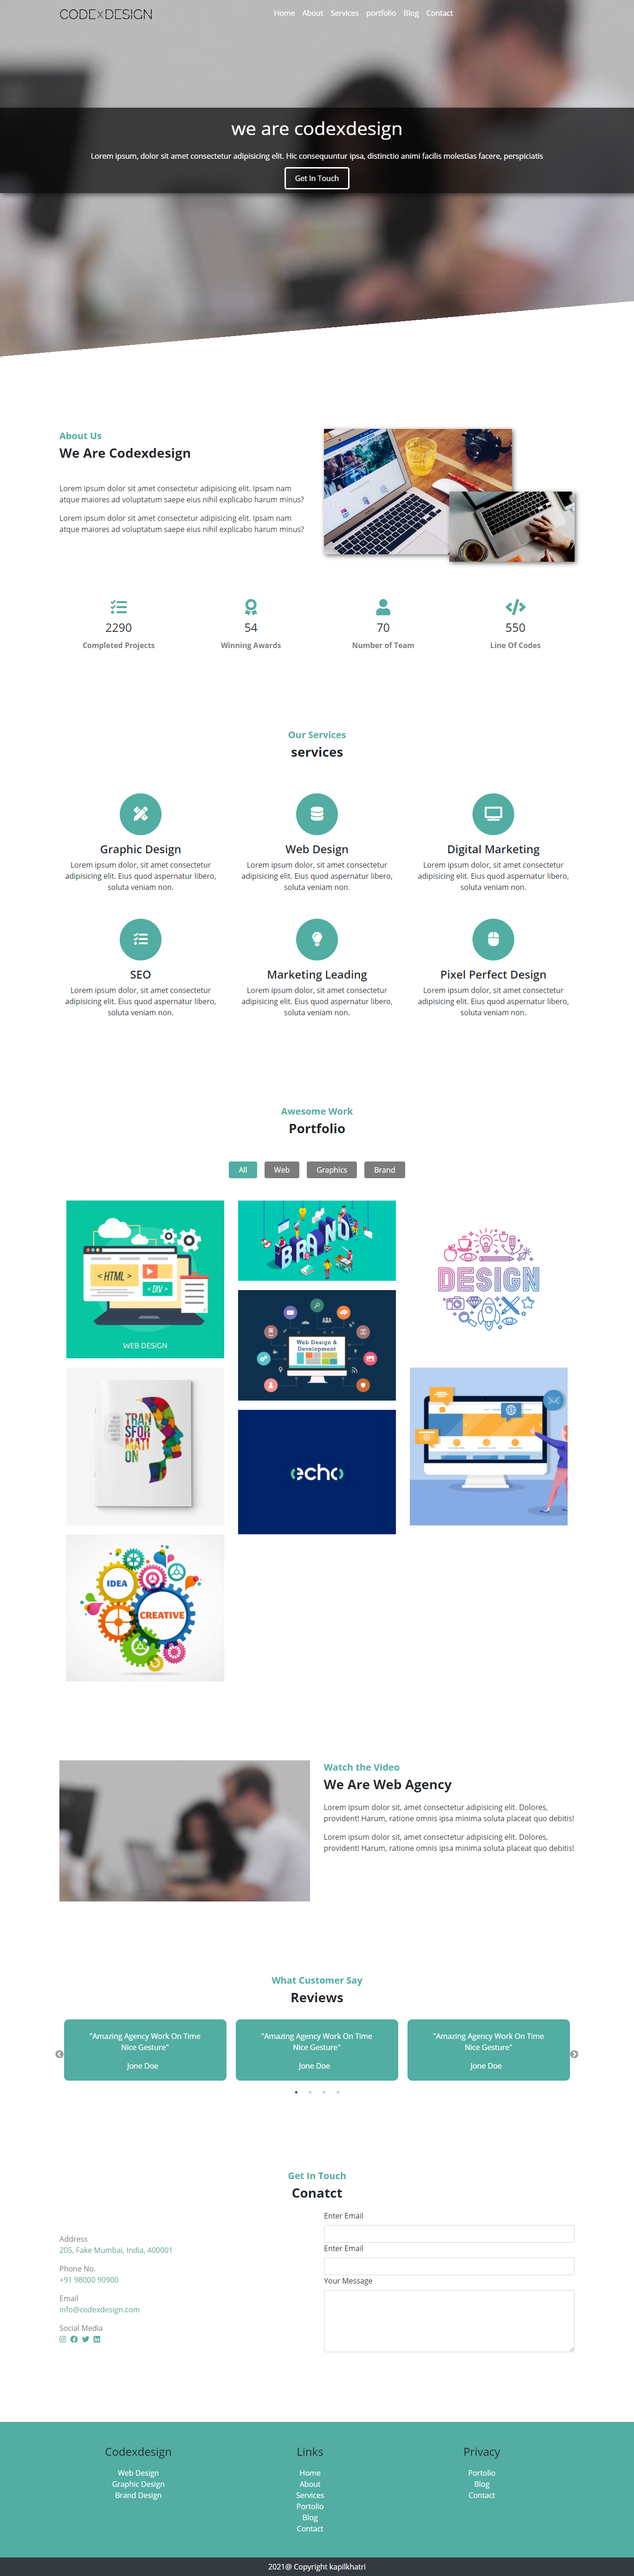 CODEXDESIGN
Home About Services portfolio Blog Contact
we are codexdesign
Lorem ipsum, dolor sit amet consectetur adipisicing elit. Hic consequuntur ipsa, distinctio animi facilis molestias facere, perspiciatis
Get In Touch
About Us
We Are Codexdesign
Lorem ipsum dolor sit amet consectetur adipisicing elit. Ipsam nam
atque maiores ad voluptatum saepe eius nihil explicabo harum minus?
Lorem ipsum dolor sit amet consectetur adipisicing elit. Ipsam nam
atque maiores ad voluptatum saepe eius nihil explicabo harum minus?
2290
Completed Projects
54
Winning Awards
70
Number of Team
550
Line Of Codes
Our Services
services
Graphic Design
Lorem ipsum dolor, sit amet consectetur
adipisicing elit. Eius quod aspernatur libero,
soluta veniam non.
Web Design
Lorem ipsum dolor, sit amet consectetur
adipisicing elit. Eius quod aspernatur libero,
soluta veniam non.
Digital Marketing
Lorem ipsum dolor, sit amet consectetur
adipisicing elit. Eius quod aspernatur libero,
soluta veniam non.
SEO
Lorem ipsum dolor, sit amet consectetur
adipisicing elit. Eius quod aspernatur libero,
soluta veniam non.
Marketing Leading
Lorem ipsum dolor, sit amet consectetur
adipisicing elit. Eius quod aspernatur libero,
soluta veniam non.
Pixel Perfect Design
Lorem ipsum dolor, sit amet consectetur
adipisicing elit. Eius quod aspernatur libero,
soluta veniam non.
Awesome Work
Portfolio
All Web Graphics Brand
< HTML >
< DIV >
WEB DESIGN
BRAND
DESIGN
Web Design &
Development
TRAN
SFOR
MATI
ON
echo
IDEA
CREATIVE
Watch the Video
We Are Web Agency
Lorem ipsum dolor sit, amet consectetur adipisicing elit. Dolores,
provident! Harum, ratione omnis ipsa minima soluta placeat quo debitis!
Lorem ipsum dolor sit, amet consectetur adipisicing elit. Dolores,
provident! Harum, ratione omnis ipsa minima soluta placeat quo debitis!
What Customer Say
Reviews
"Amazing Agency Work On Time
Nice Gesture"
Jone Doe
"Amazing Agency Work On Time
Nice Gesture"
Jone Doe
"Amazing Agency Work On Time
Nice Gesture"
Jone Doe
Get In Touch
Conatct
Address
205, Fake Mumbai, India, 400001
Phone No.
+91 98000 90900
Email
info@codexdesign.com
Social Media
Enter Email
Enter Email
Your Message
Codexdesign
Web Design
Graphic Design
Brand Design
Links
Home
About
Services
Portolio
Blog
Contact
Privacy
Portolio
Blog
Contact
2021@ Copyright kapilkhatri